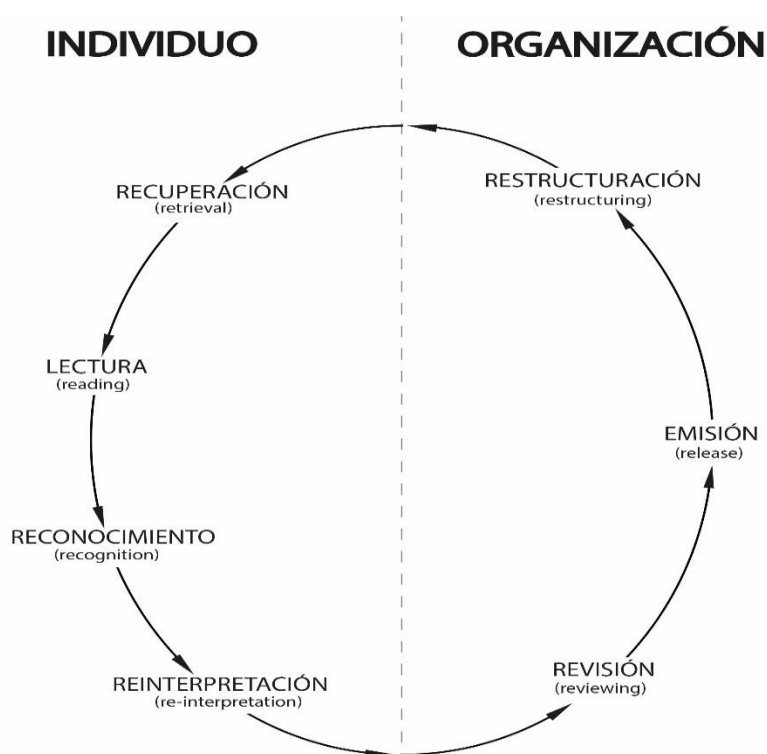 INDIVIDUO
ORGANIZACIÓN
RECUPERACIÓN
(retrieval)
LECTURA
(reading)
RECONOCIMIENTO
(recognition)
REINTERPRETACIÓN
(re-interpretation)
REVISIÓN
(reviewing)
EMISIÓN
(release)
RESTRUCTURACIÓN
(restructuring)